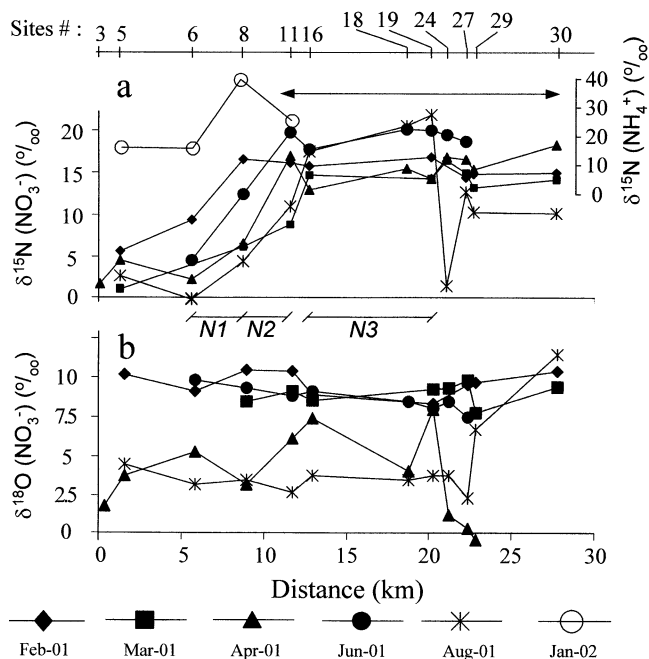 Sites # : 3 5 6 8 11 16 18 19 24 27 29 30
a
δ15N (NO3-) (o/oo)
20
15
10
5
0
40
30
20
10
0
δ15N (NH4+) (o/oo)
N1 N2 N3
b
δ18O (NO3-) (o/oo)
10
7.5
5
2.5
0
0 5 10 15 20 25 30
Distance (km)
Feb-01 Mar-01 Apr-01 Jun-01 Aug-01 Jan-02